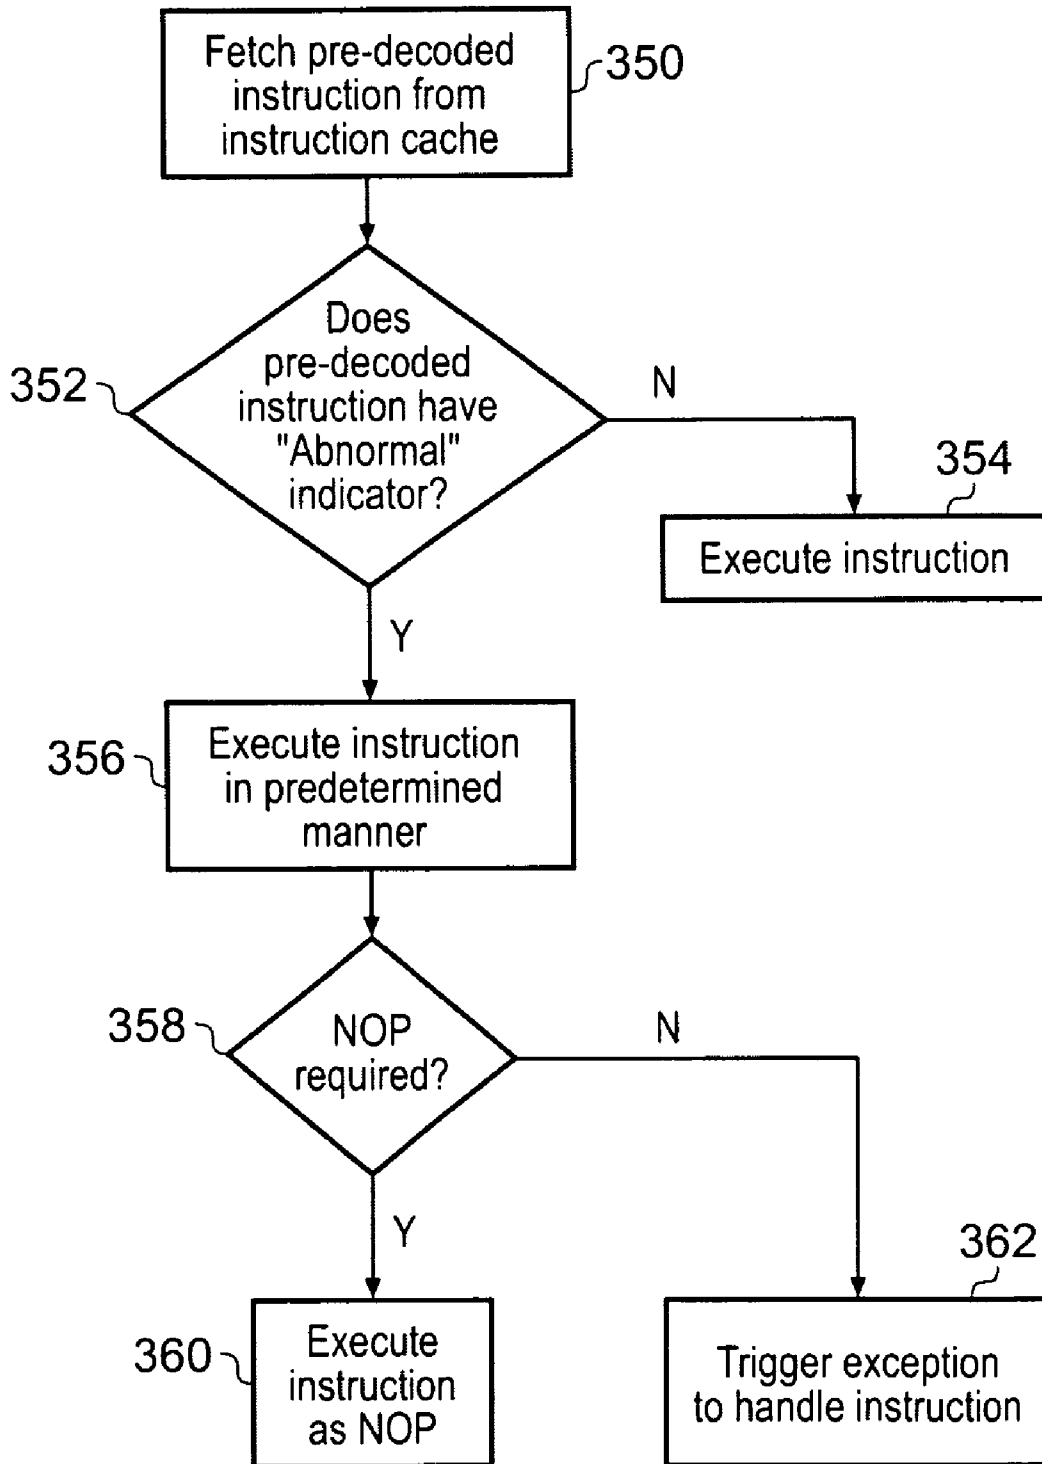 Fetch pre-decoded
instruction from
instruction cache
350
Does
pre-decoded
instruction have
"Abnormal"
indicator?
352
N
354
Execute instruction
Y
356
Execute instruction
in predetermined
manner
358
NOP
required?
N
Y
362
360
Execute
instruction
as NOP
Trigger exception
to handle instruction